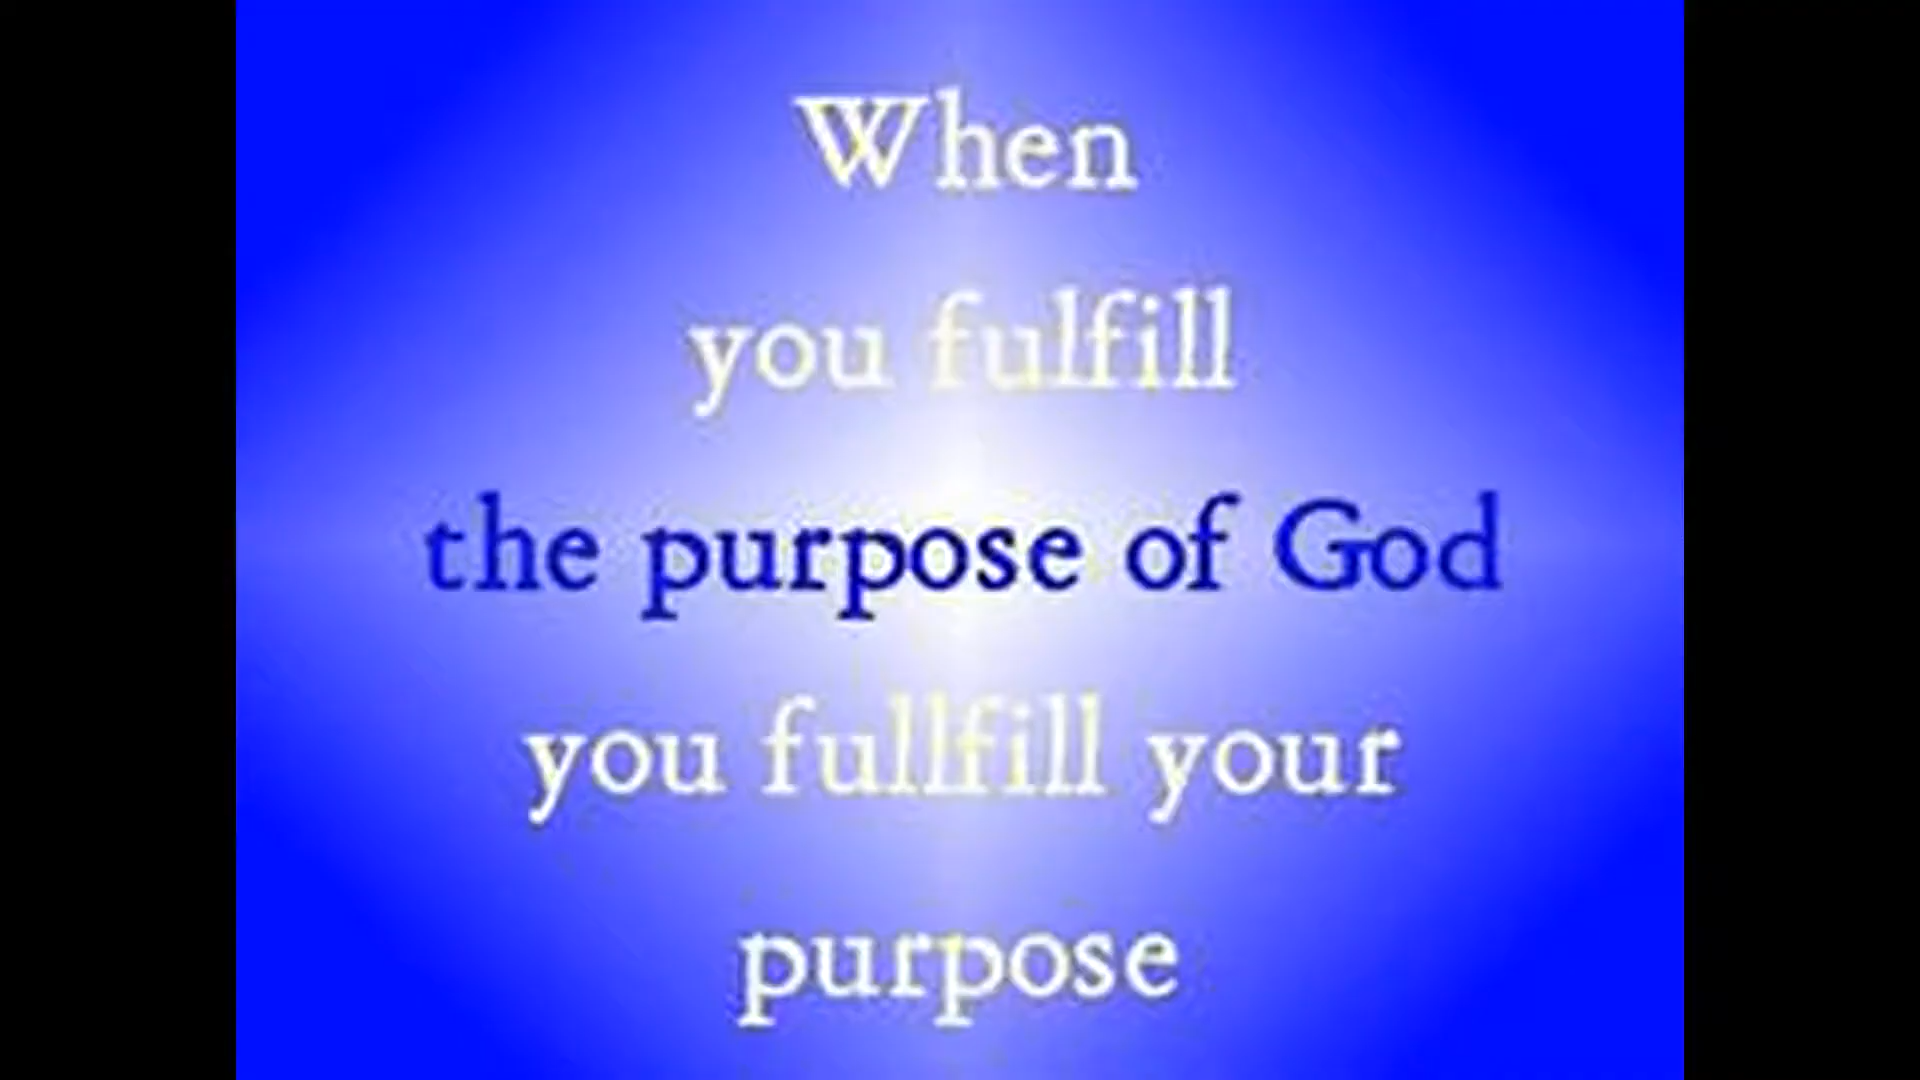 When
you fulfill
the purpose of God
you fullfill your
purpose